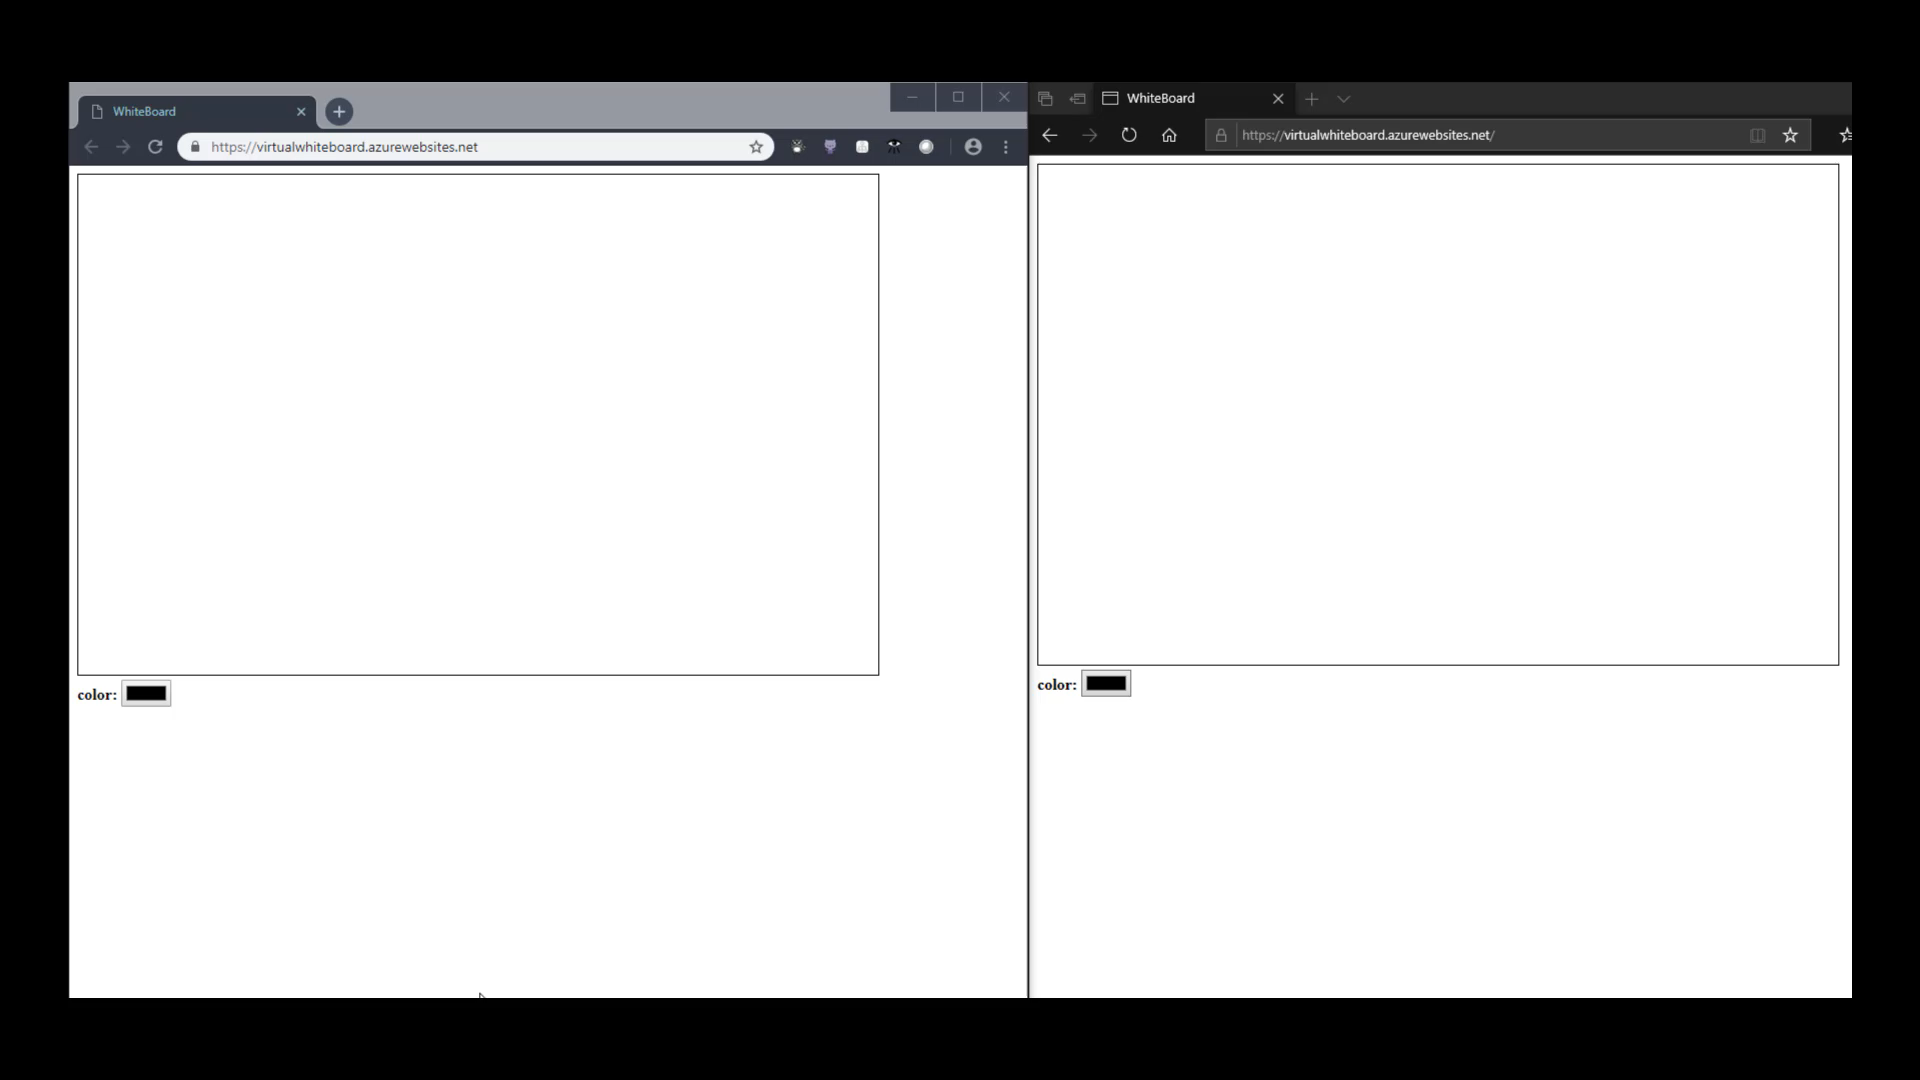 WhiteBoard
https://virtualwhiteboard.azurewebsites.net
color:
WhiteBoard
https://virtualwhiteboard.azurewebsites.net/
color: